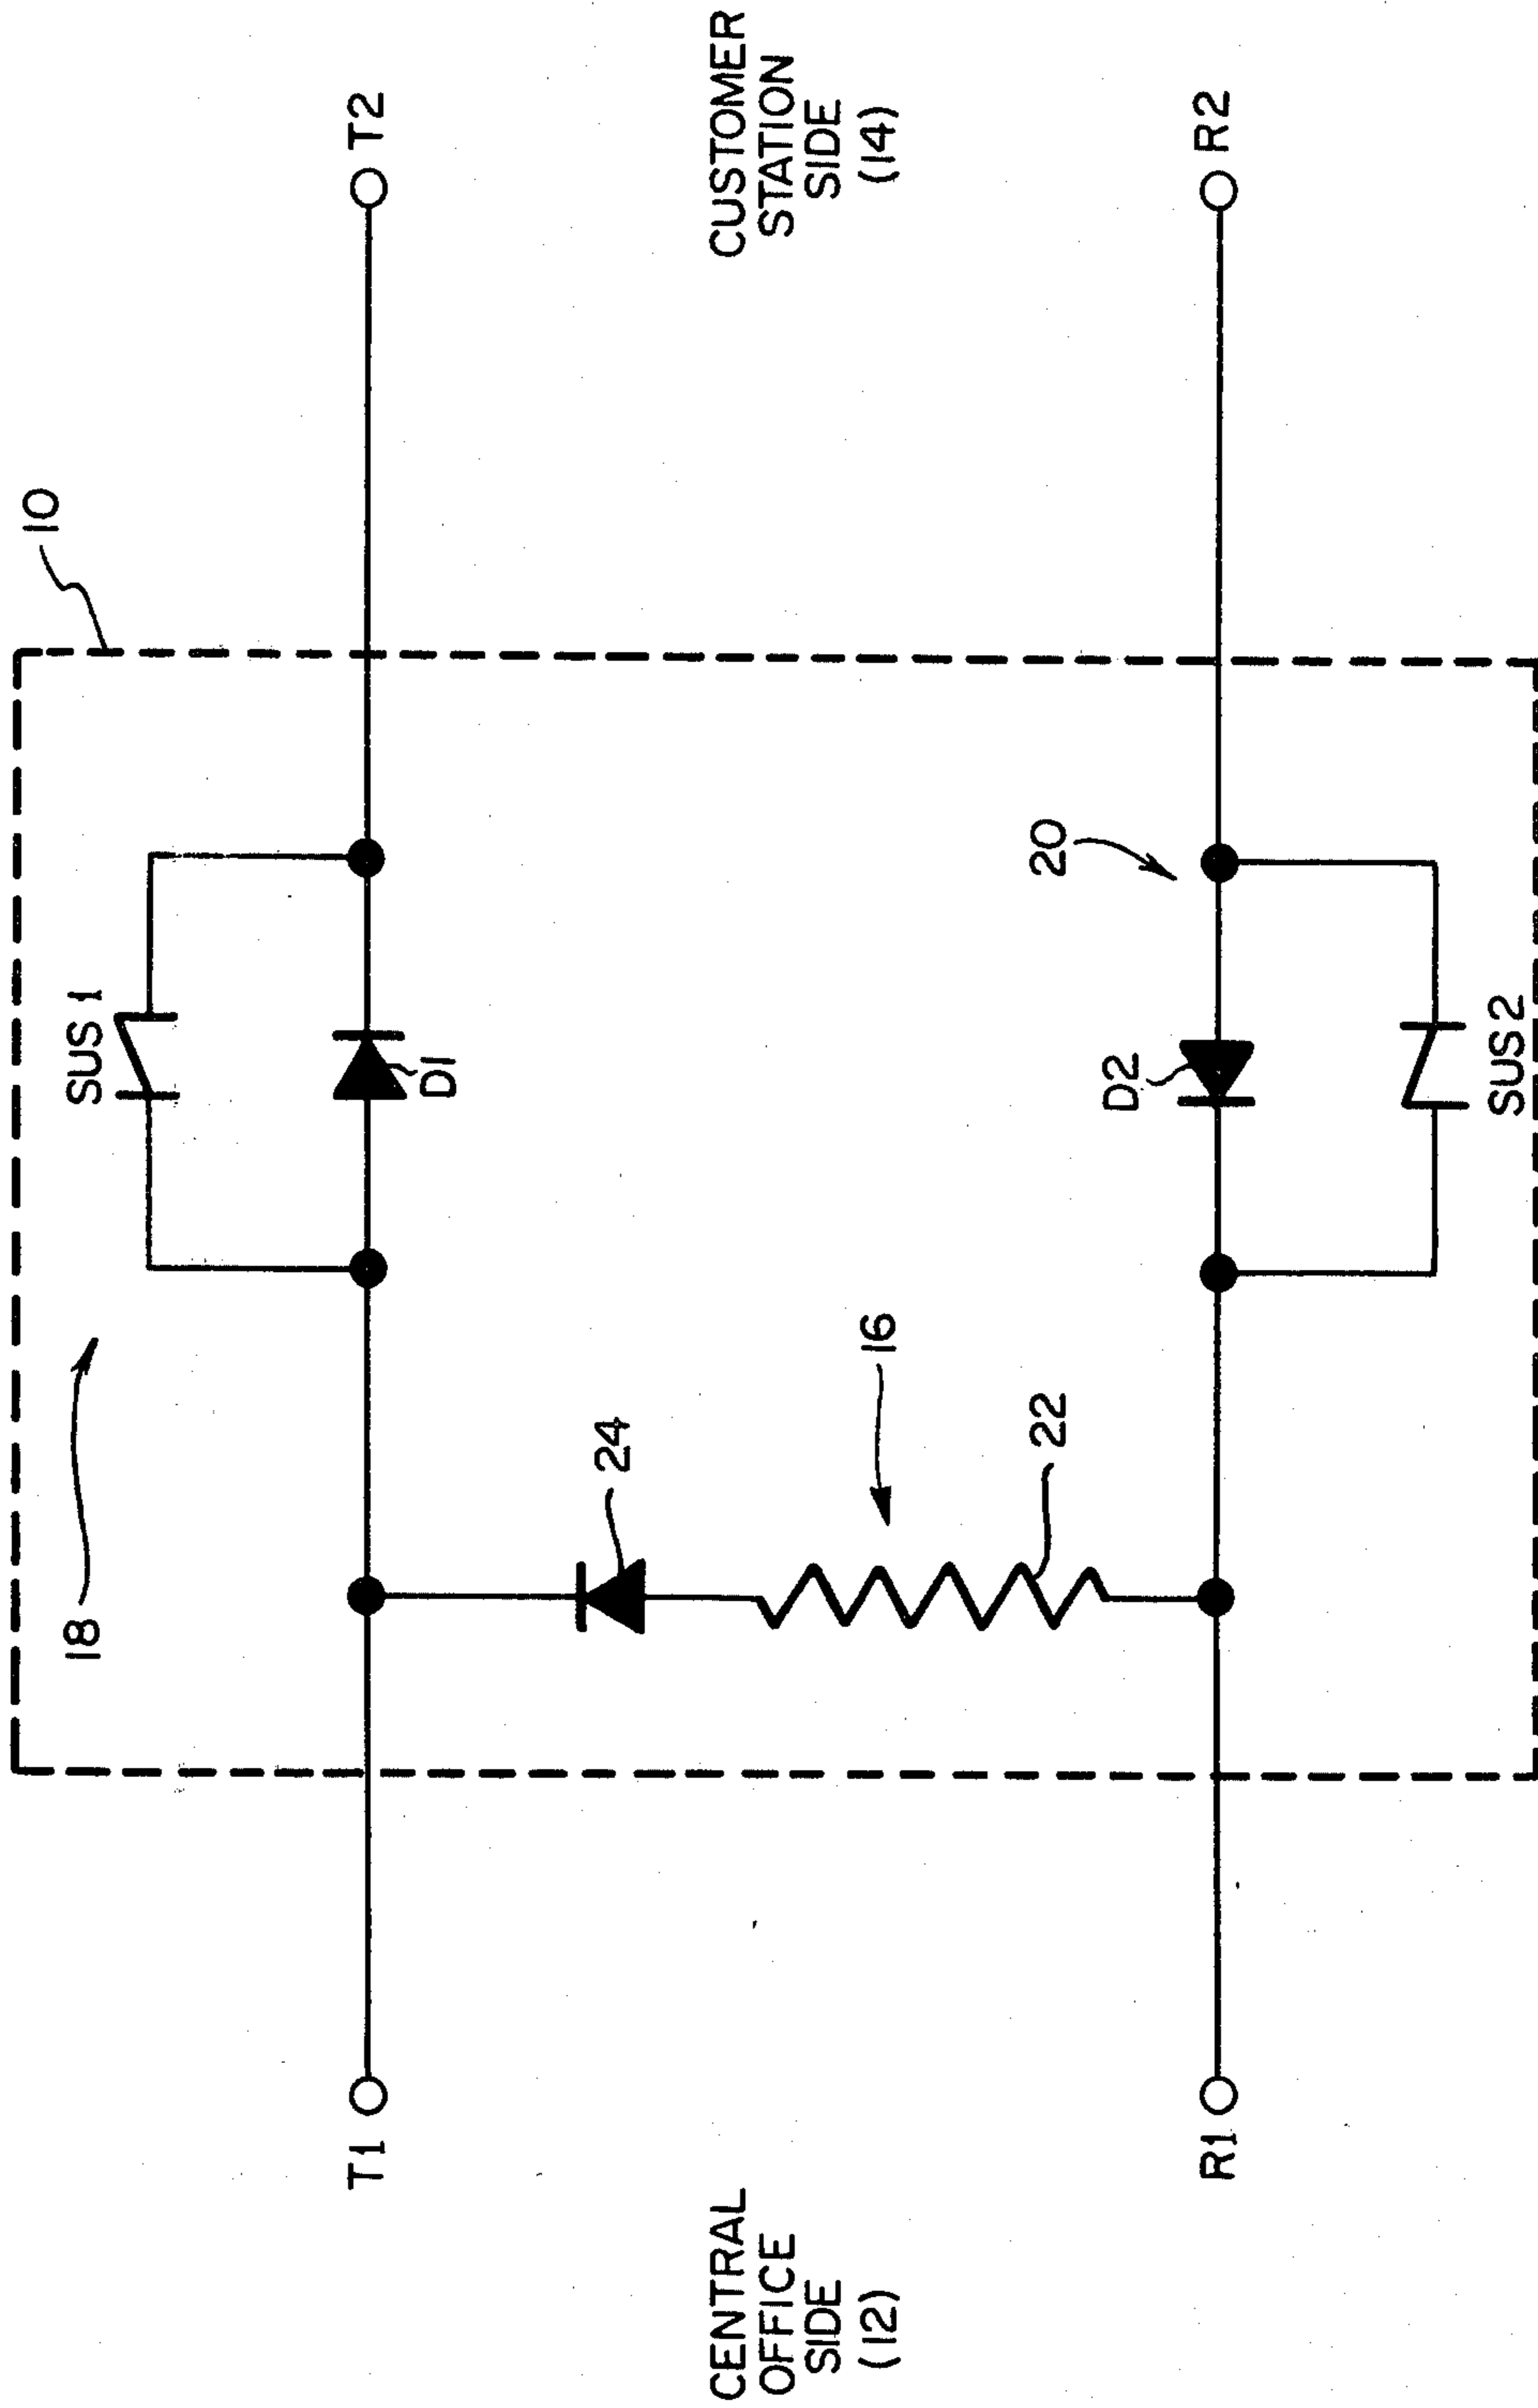 10
18
SUS 1
D1
T1
T2
CENTRAL
OFFICE
SIDE
(12)
CUSTOMER
STATION
SIDE
(14)
24
16
22
20
D2
R1
R2
SUS 2